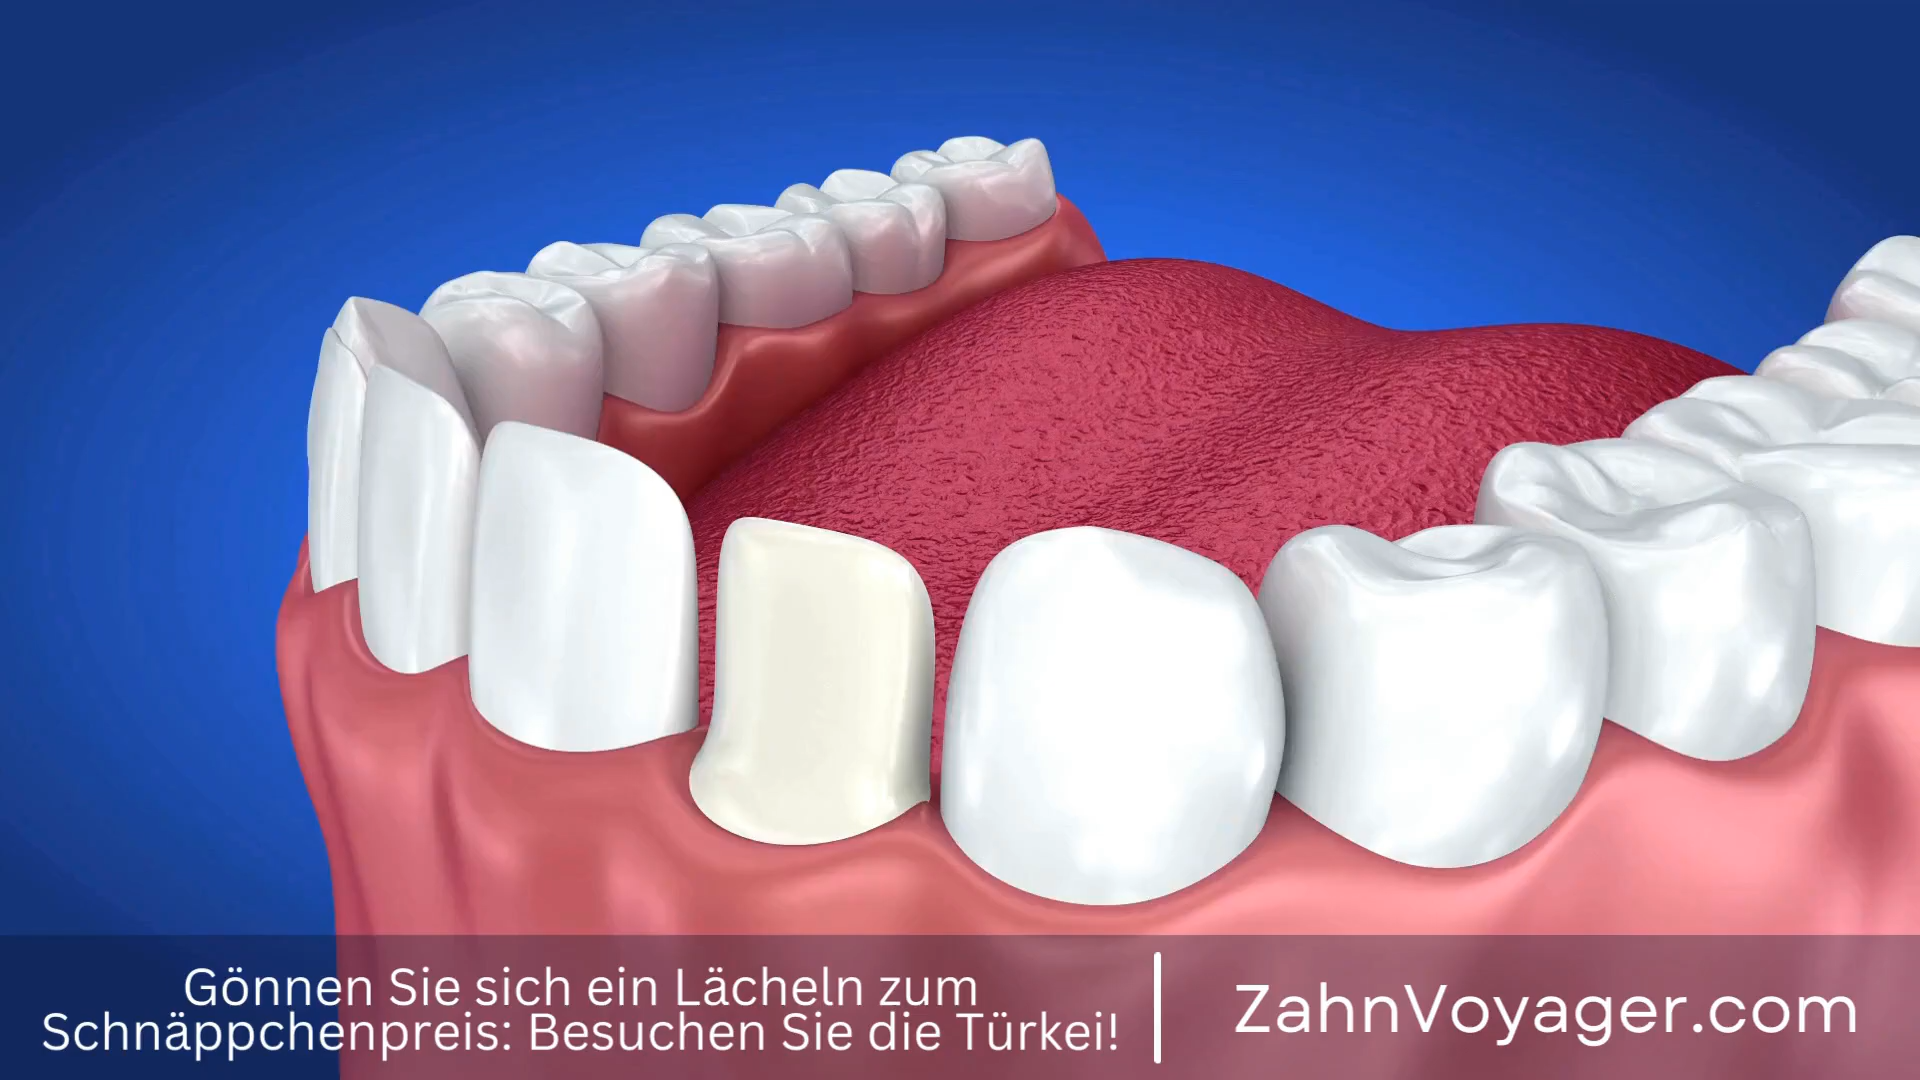 Gönnen Sie sich ein Lächeln zum
Schnäppchenpreis: Besuchen Sie die Türkei!
ZahnVoyager.com